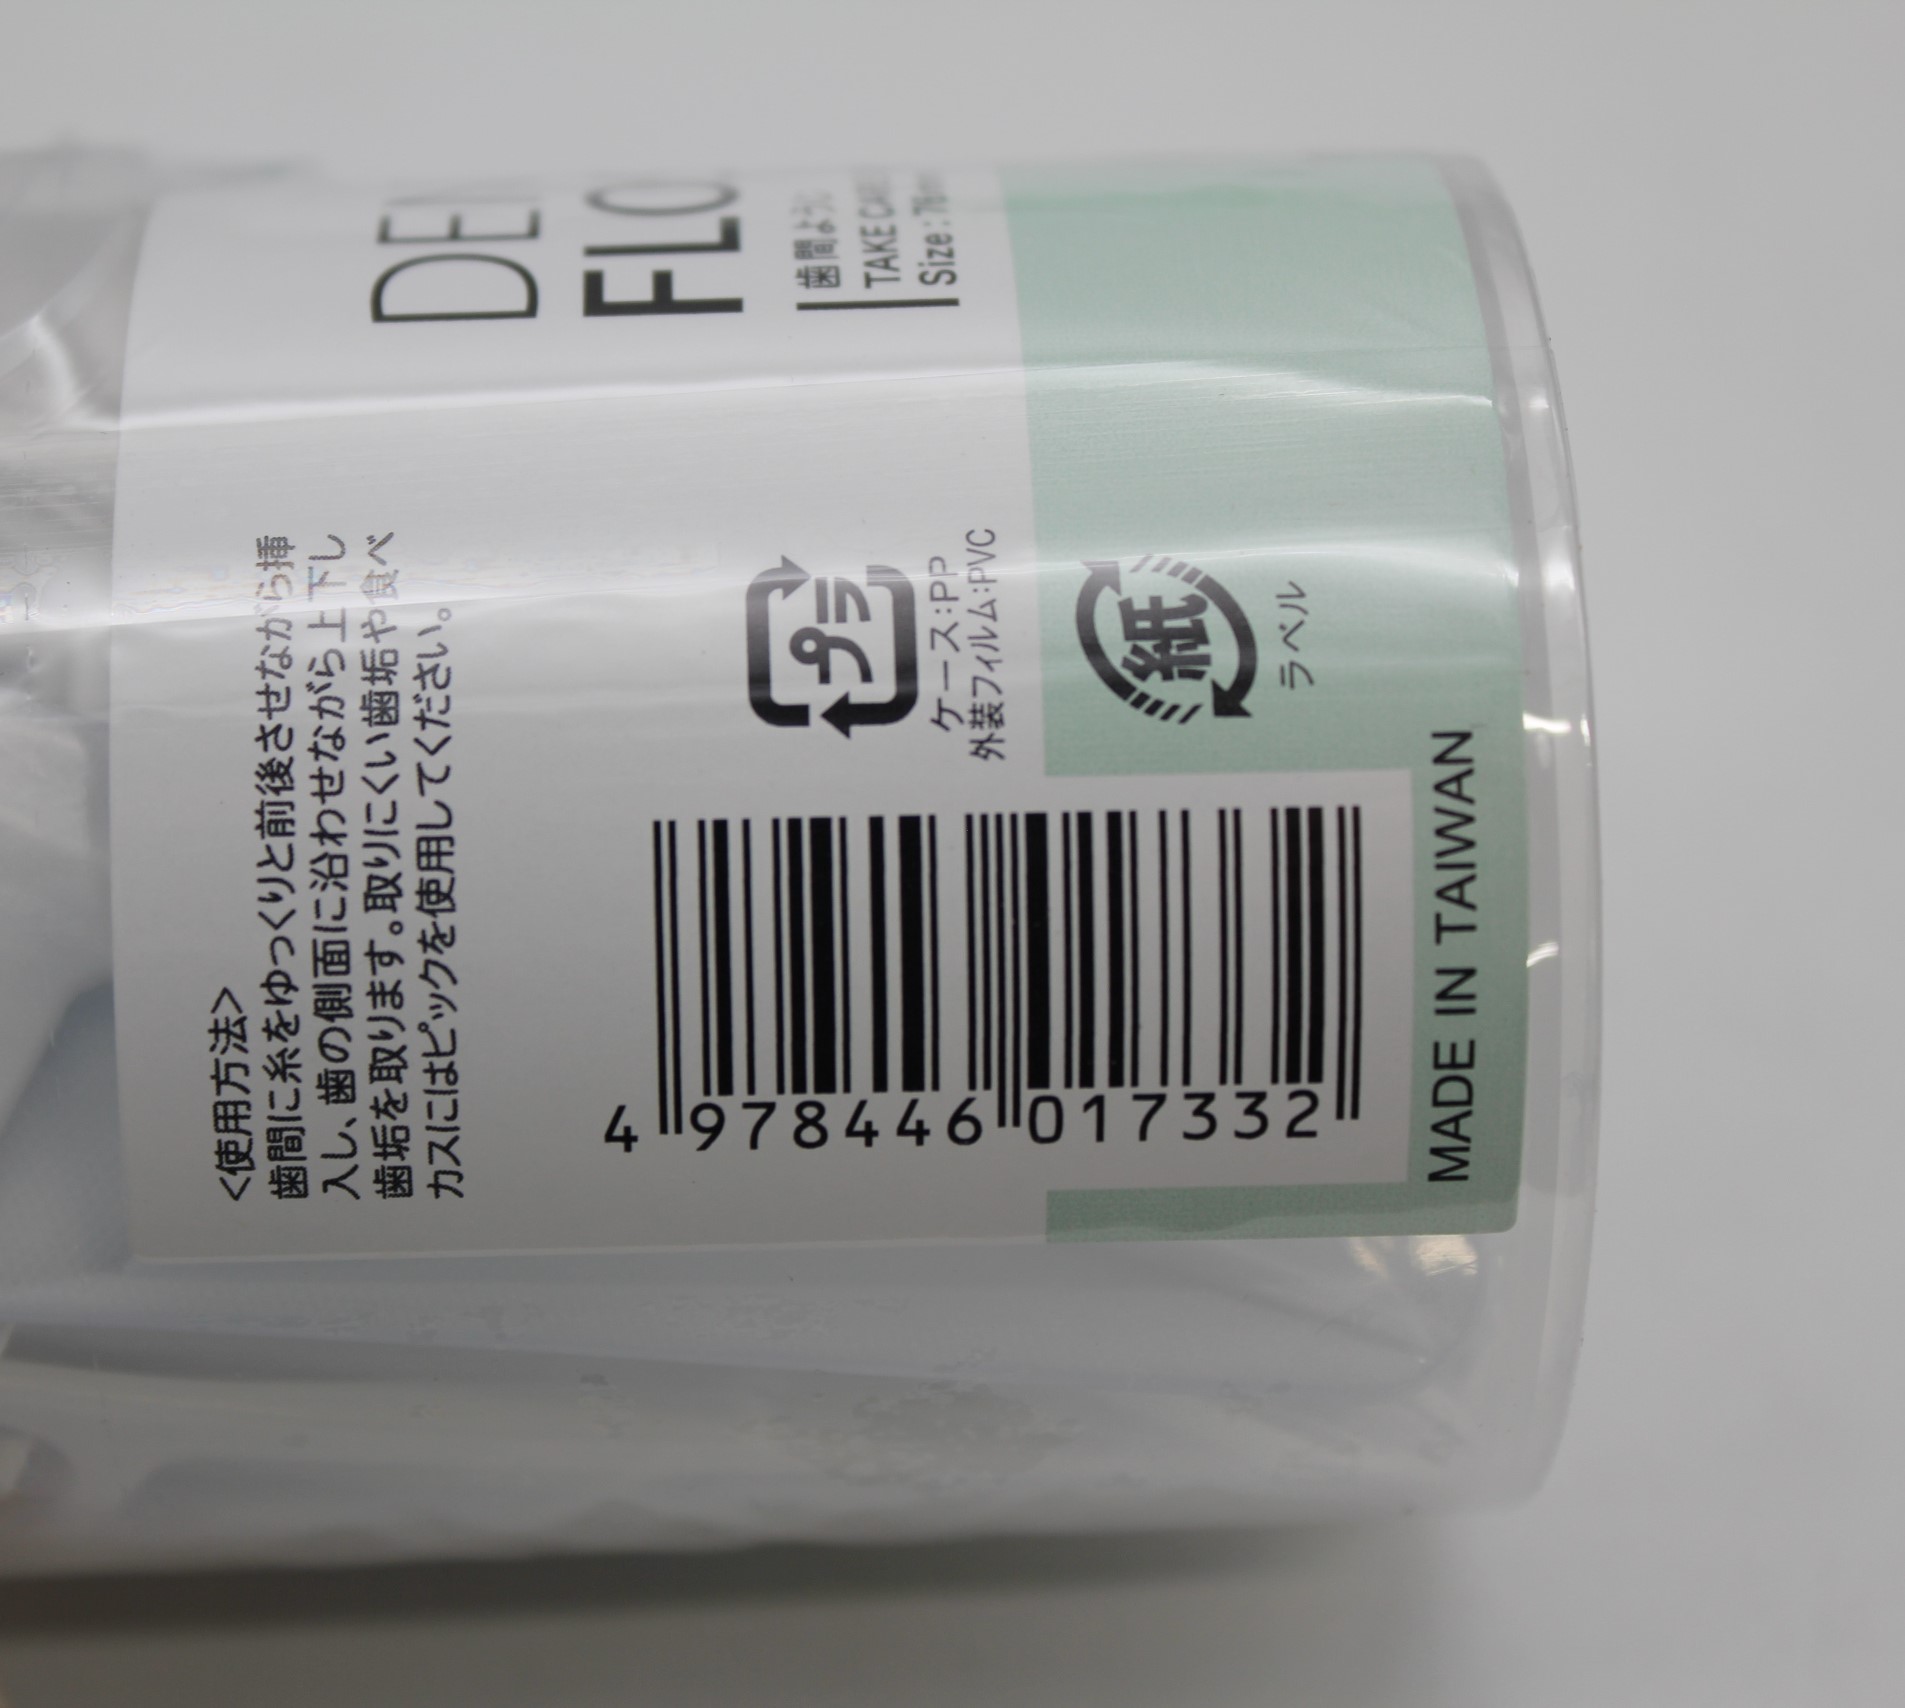 DE
FLO
歯間
TAKE CARE
Size:76
<使用方法>
歯間に糸をゆっくりと前後させながら挿
入し、歯の側面に沿わせながら上下し
歯垢を取ります。取りにくい歯垢や食べ
カスにはピックを使用してください。
プラ
ケース:PP
外装フィルム:PVC
紙
ラベル
4 978446 017332
MADE IN TAIWAN